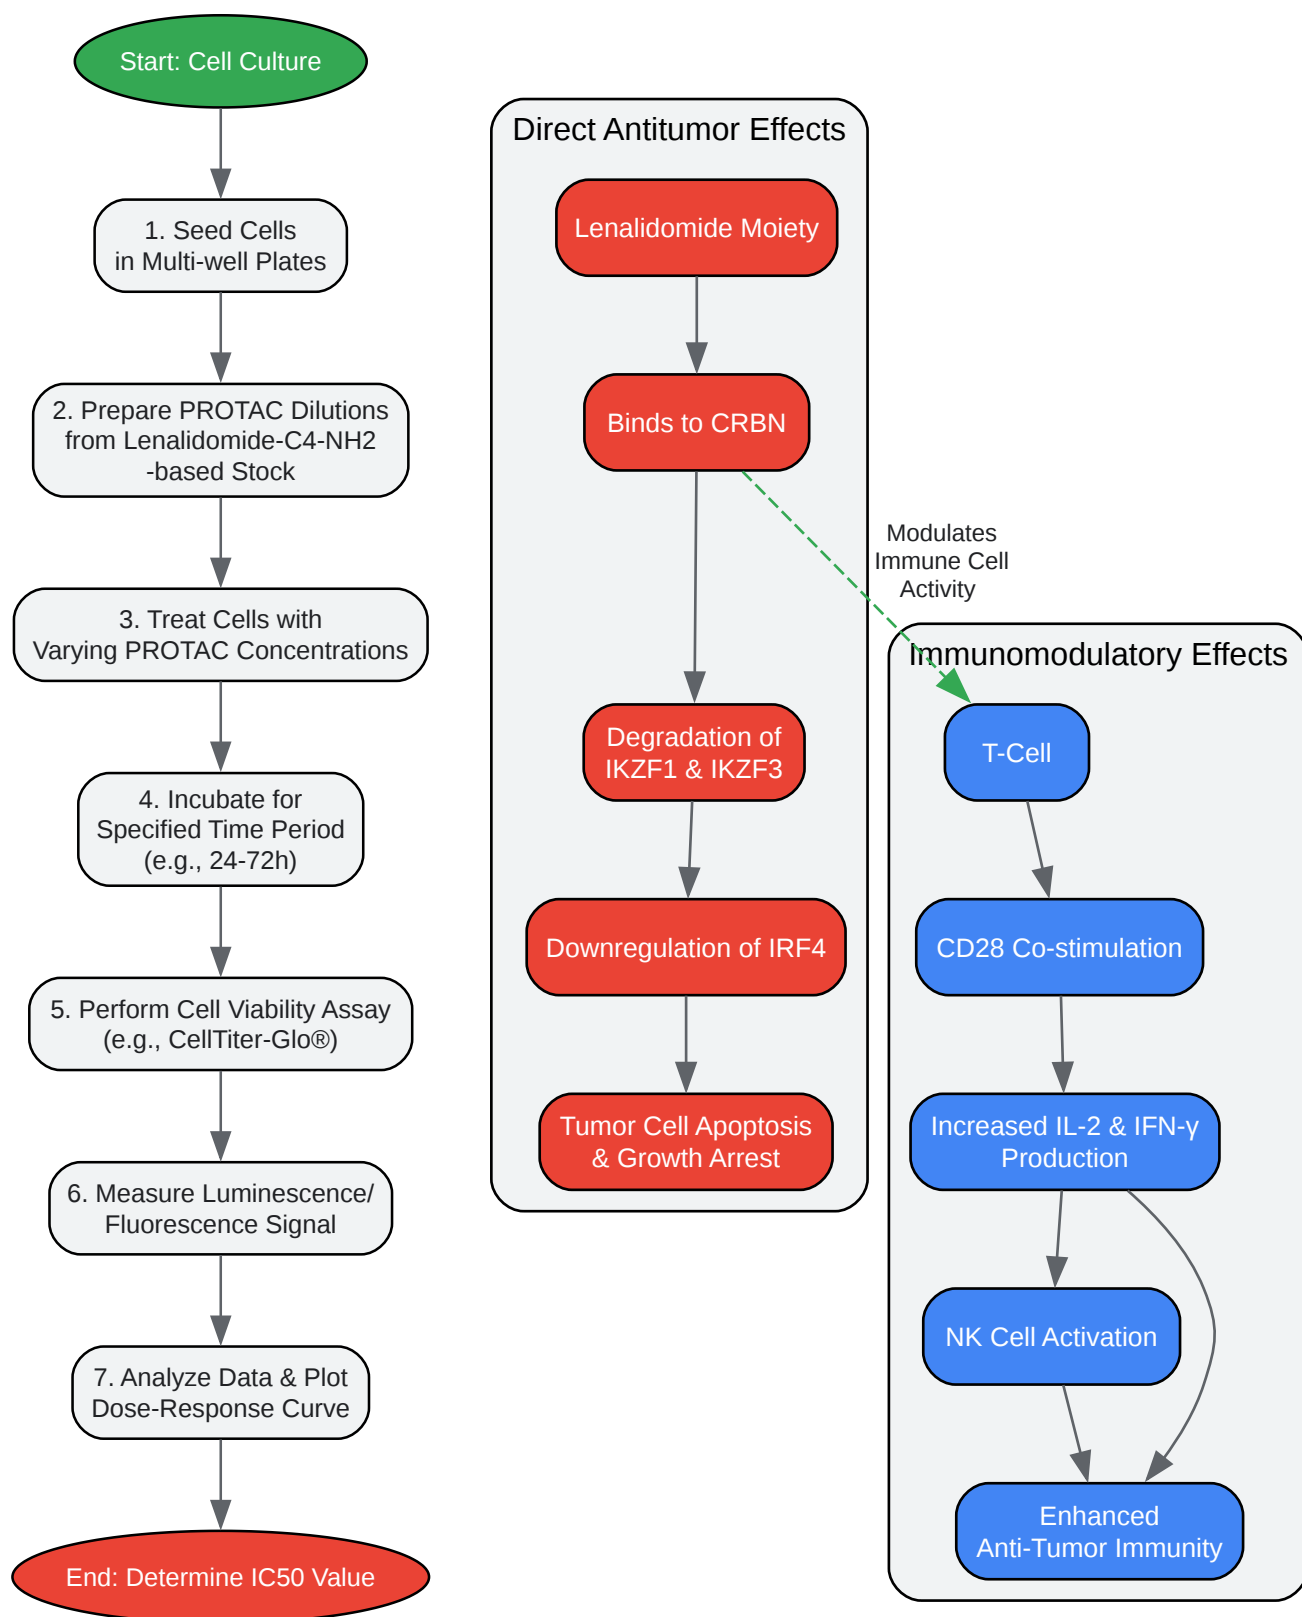 Start: Cell Culture
1. Seed Cells
in Multi-well Plates
2. Prepare PROTAC Dilutions
from Lenalidomide-C4-NH2
-based Stock
3. Treat Cells with
Varying PROTAC Concentrations
4. Incubate for
Specified Time Period
(e.g., 24-72h)
5. Perform Cell Viability Assay
(e.g., CellTiter-Glo®)
6. Measure Luminescence/
Fluorescence Signal
7. Analyze Data & Plot
Dose-Response Curve
End: Determine IC50 Value
Direct Antitumor Effects
Lenalidomide Moiety
Binds to CRBN
Degradation of
IKZF1 & IKZF3
Downregulation of IRF4
Tumor Cell Apoptosis
& Growth Arrest
Modulates
Immune Cell
Activity
Immunomodulatory Effects
T-Cell
CD28 Co-stimulation
Increased IL-2 & IFN-γ
Production
NK Cell Activation
Enhanced
Anti-Tumor Immunity